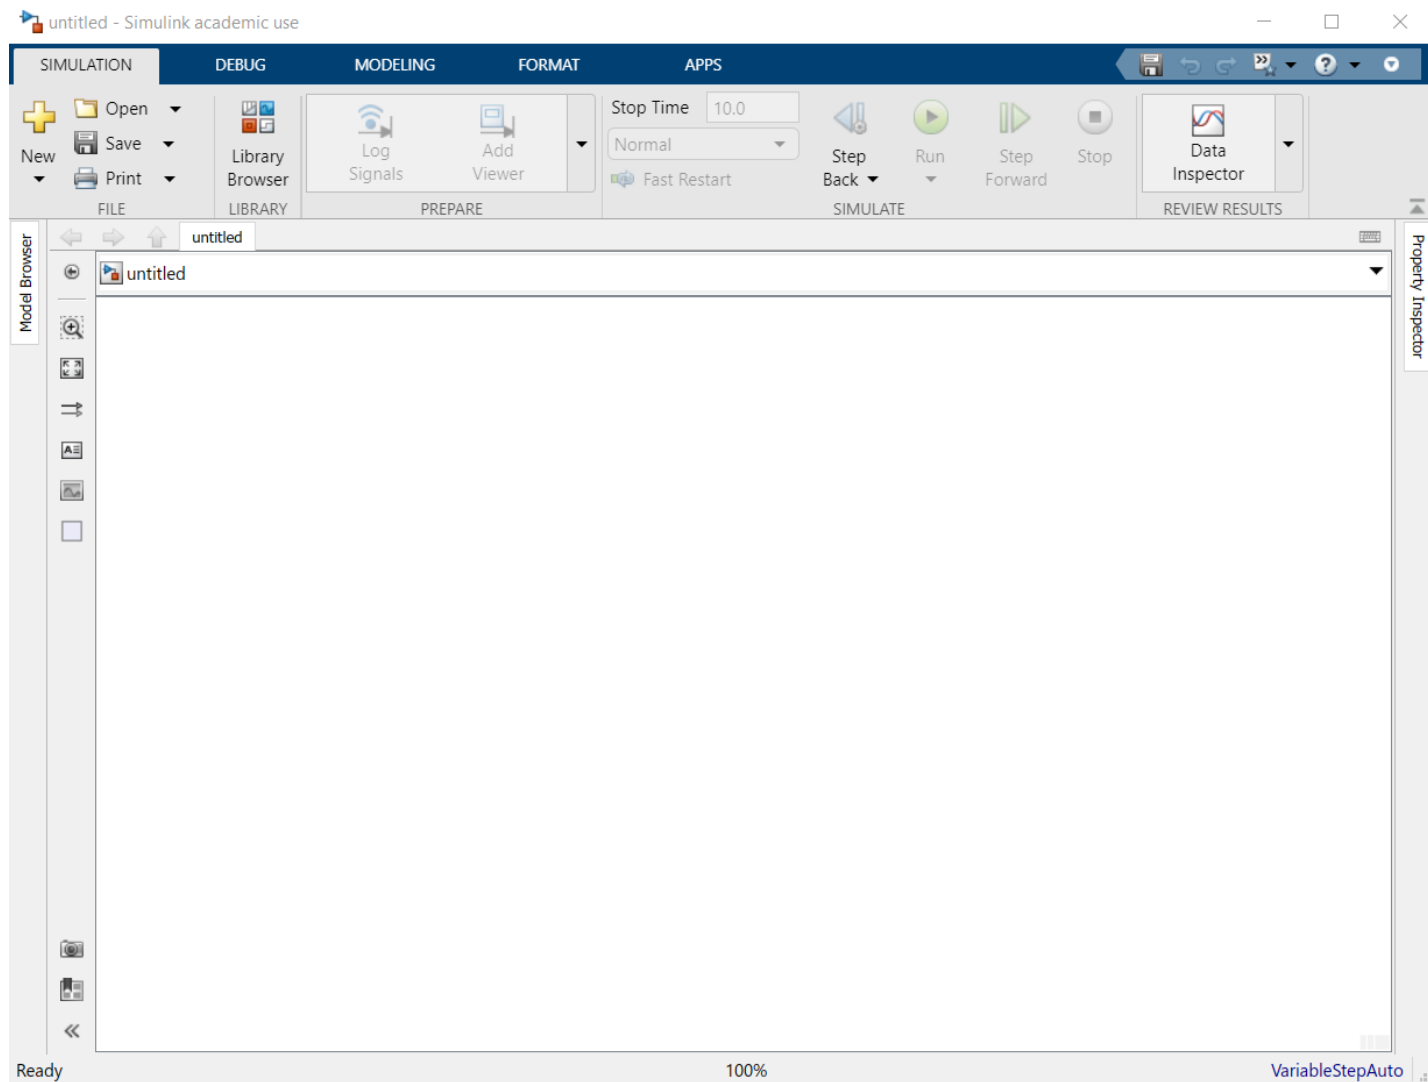 untitled - Simulink academic use
SIMULATION DEBUG MODELING FORMAT APPS
New
Open
Save
Print
FILE
Library
Browser
LIBRARY
Log
Signals
Add
Viewer
PREPARE
Stop Time 10.0
Normal
Fast Restart
Step
Back
Run
Step
Forward
Stop
SIMULATE
Data
Inspector
REVIEW RESULTS
Model Browser
untitled
untitled
Property Inspector
Ready 100% VariableStepAuto